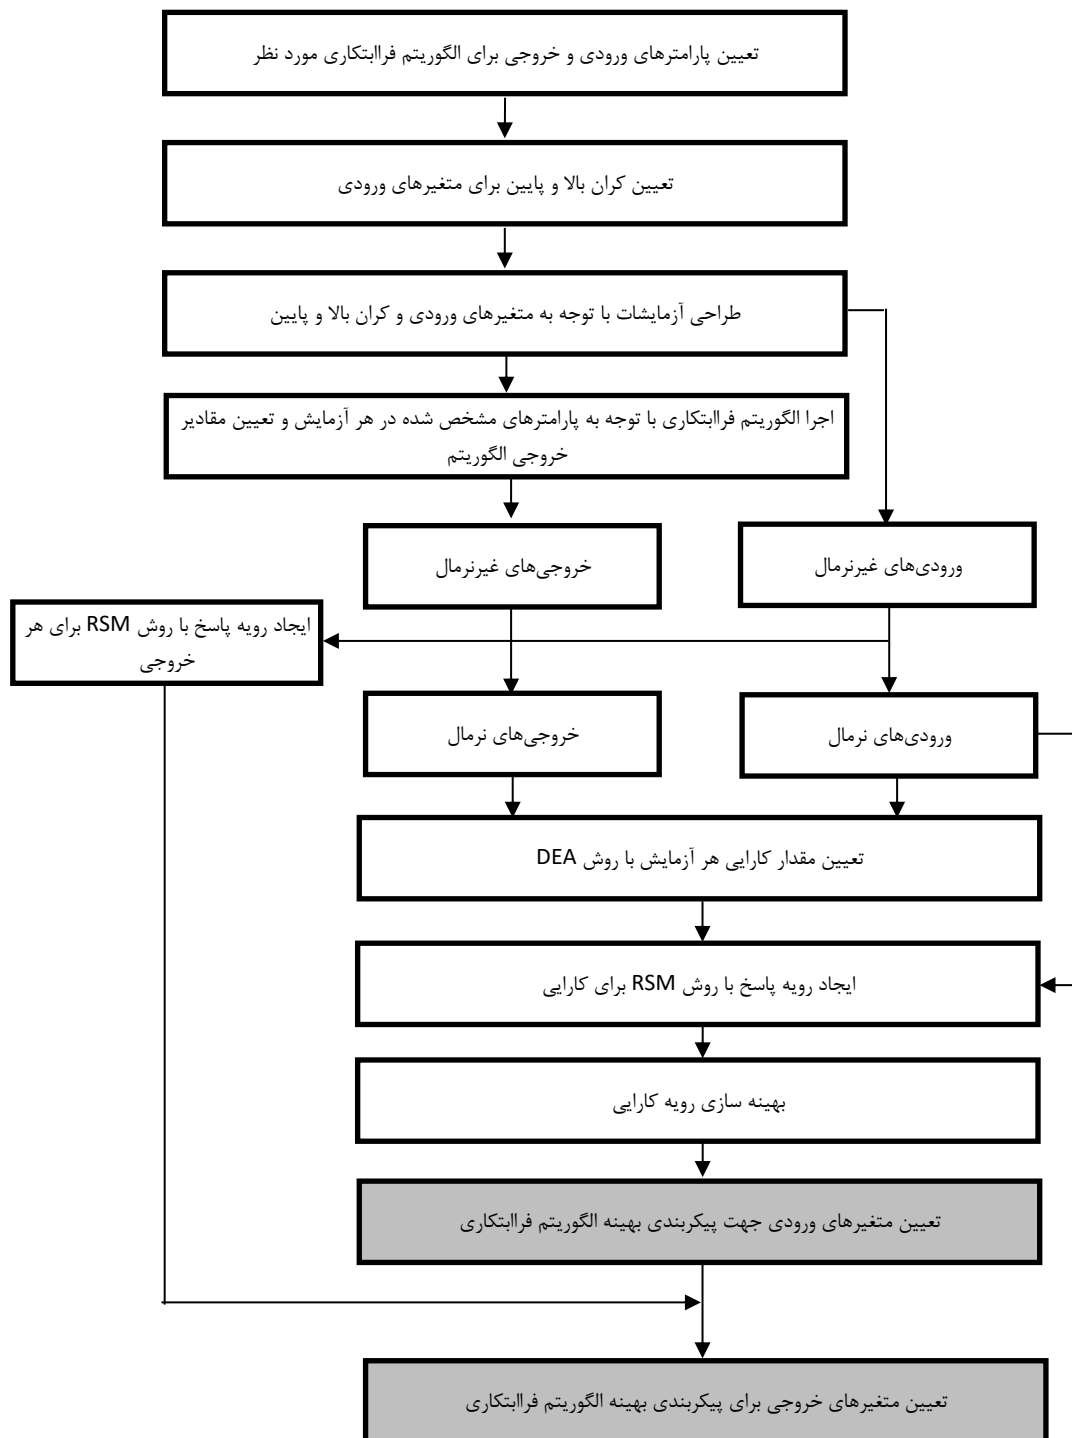 تعیین پارامترهای ورودی و خروجی برای الگوریتم فراابتکاری مورد نظر
تعیین کران بالا و پایین برای متغیرهای ورودی
طراحی آزمایشات با توجه به متغیرهای ورودی و کران بالا و پایین
اجرا الگوریتم فراابتکاری با توجه به پارامترهای مشخص شده در هر آزمایش و تعیین مقادیر
خروجی الگوریتم
ورودی‌های غیرنرمال
خروجی‌های غیرنرمال
ایجاد رویه پاسخ با روش RSM برای هر
خروجی
ورودی‌های نرمال
خروجی‌های نرمال
تعیین مقدار کارایی هر آزمایش با روش DEA
ایجاد رویه پاسخ با روش RSM برای کارایی
بهینه سازی رویه کارایی
تعیین متغیرهای ورودی جهت پیکربندی بهینه الگوریتم فراابتکاری
تعیین متغیرهای خروجی برای پیکربندی بهینه الگوریتم فراابتکاری